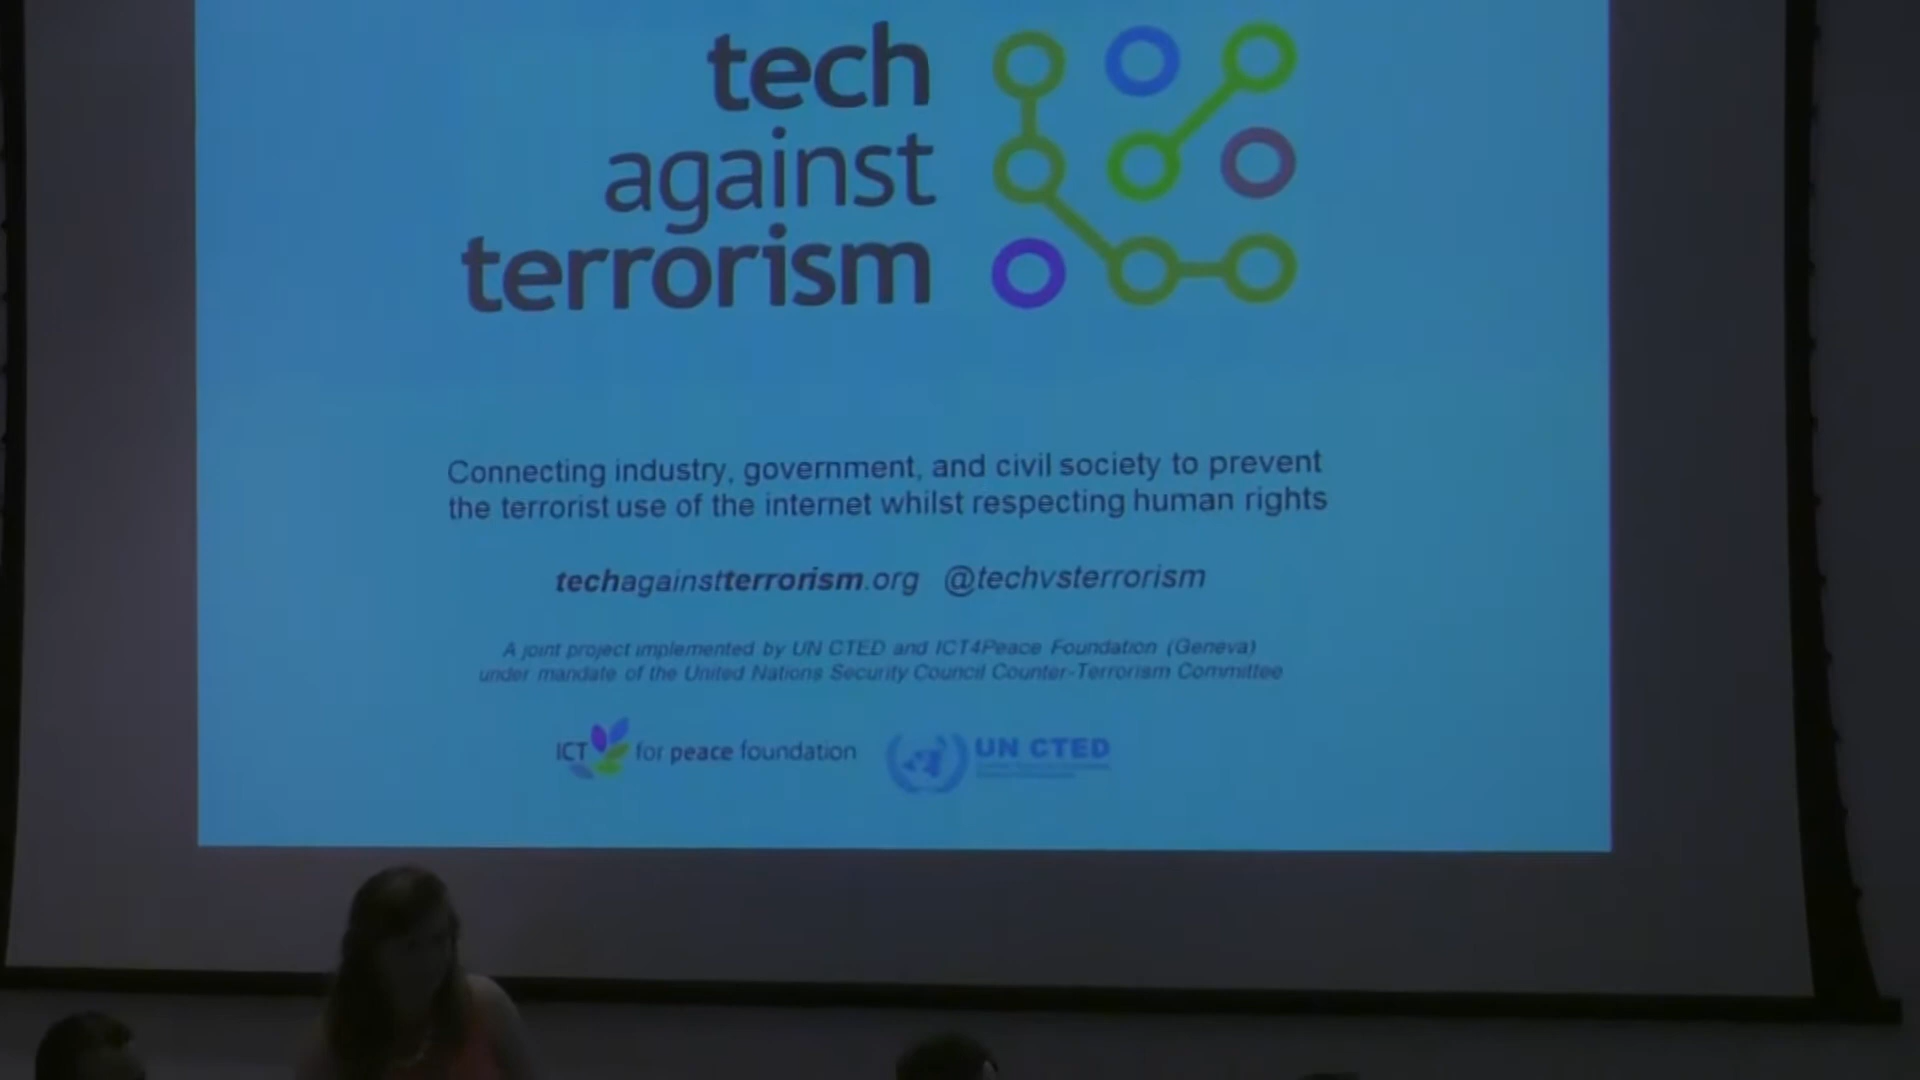 tech
against
terrorism
Connecting industry, government, and civil society to prevent
the terrorist use of the internet whilst respecting human rights
techagainstterrorism.org @techvsterrorism
A joint project implemented by UN CTED and ICT4Peace Foundation (Geneva)
under mandate of the United Nations Security Council Counter-Terrorism Committee
ICT for peace foundation
UN CTED